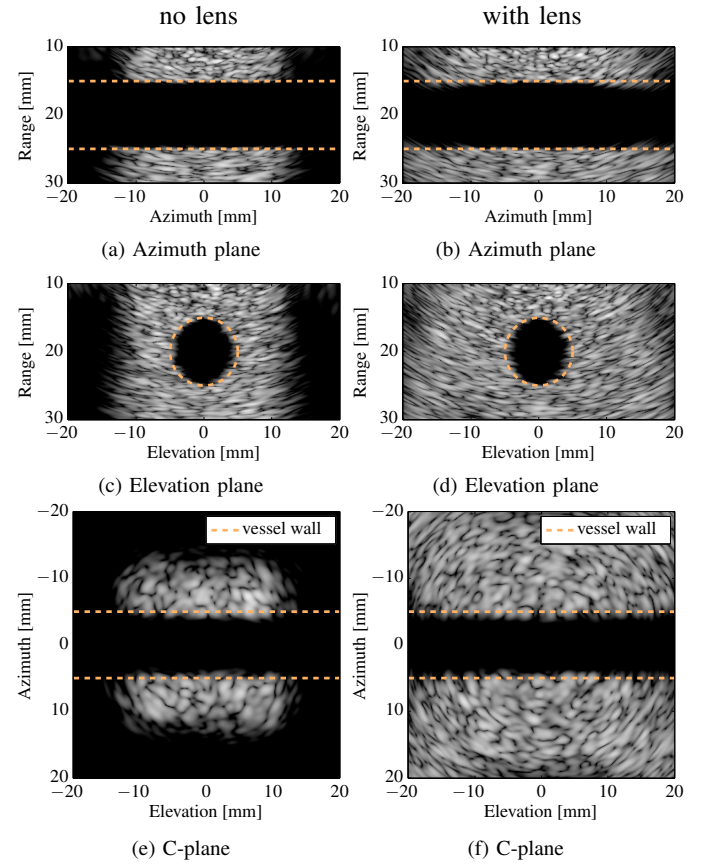 no lens
with lens
10
20
30
Range [mm]
−20
−10
0
10
20
Azimuth [mm]
(a) Azimuth plane
10
20
30
Range [mm]
−20
−10
0
10
20
Azimuth [mm]
(b) Azimuth plane
10
20
30
Range [mm]
−20
−10
0
10
20
Elevation [mm]
(c) Elevation plane
10
20
30
Range [mm]
−20
−10
0
10
20
Elevation [mm]
(d) Elevation plane
−20
−10
0
10
20
Azimuth [mm]
vessel wall
−20
−10
0
10
20
Elevation [mm]
(e) C-plane
−20
−10
0
10
20
Azimuth [mm]
vessel wall
−20
−10
0
10
20
Elevation [mm]
(f) C-plane